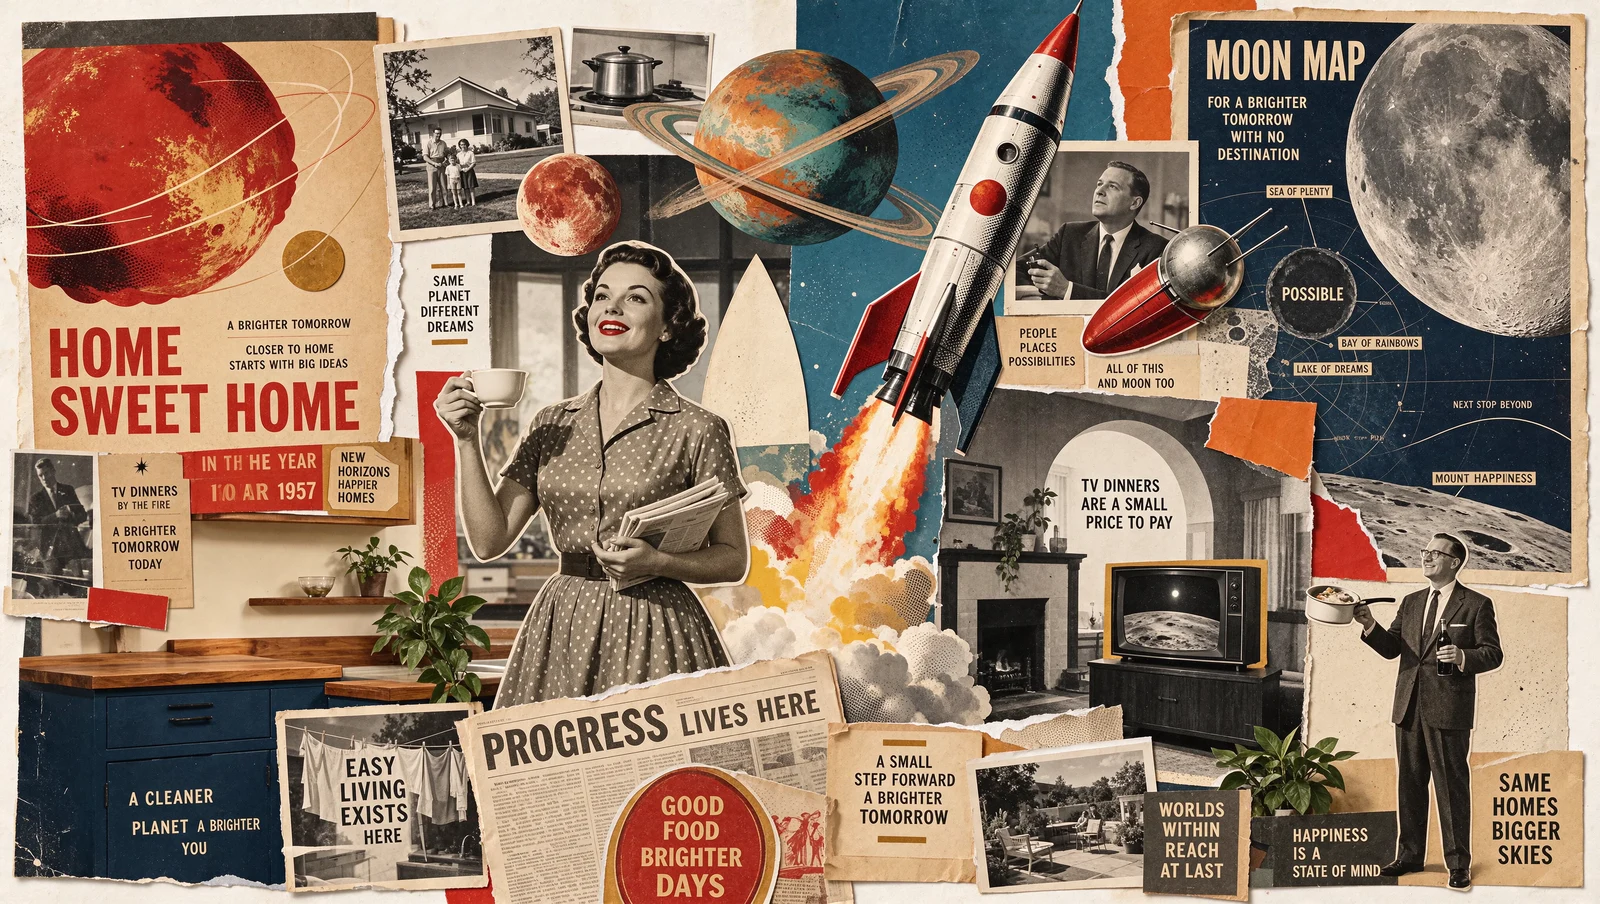 HOME
SWEET HOME
A BRIGHTER TOMORROW
CLOSER TO HOME
STARTS WITH BIG IDEAS
SAME
PLANET
DIFFERENT
DREAMS
MOON MAP
FOR A BRIGHTER
TOMORROW
WITH NO
DESTINATION
SEA OF PLENTY
POSSIBLE
BAY OF RAINBOWS
LAKE OF DREAMS
NEXT STOP BEYOND
MOUNT HAPPINESS
PEOPLE
PLACES
POSSIBILITIES
ALL OF THIS
AND MOON TOO
IN TH HE YEAR
AR 1957
NEW
HORIZONS
HAPPIER
HOMES
TV DINNERS
BY THE FIRE
A BRIGHTER
TOMORROW
TODAY
TV DINNERS
ARE A SMALL
PRICE TO PAY
A CLEANER
PLANET A BRIGHTER
YOU
EASY
LIVING
EXISTS
HERE
PROGRESS LIVES HERE
GOOD
FOOD
BRIGHTER
DAYS
A SMALL
STEP FORWARD
A BRIGHTER
TOMORROW
WORLDS
WITHIN
REACH
AT LAST
HAPPINESS
IS A
STATE OF MIND
SAME
HOMES
BIGGER
SKIES